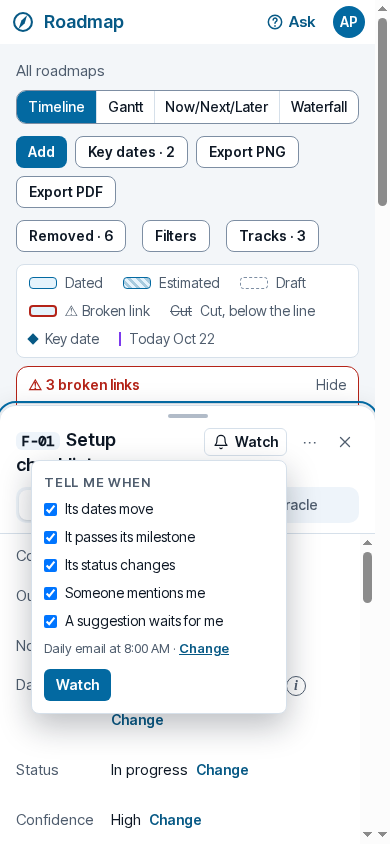 Roadmap
Ask
AP
All roadmaps
Timeline Gantt Now/Next/Later Waterfall
Add Key dates · 2 Export PNG
Export PDF
Removed · 6 Filters Tracks · 3
Dated Estimated Draft
⚠ Broken link Cut Cut, below the line
Key date Today Oct 22
⚠ 3 broken links Hide
F-01 Setup
Watch ··· ×
TELL ME WHEN
Its dates move
It passes its milestone
Its status changes
Someone mentions me
A suggestion waits for me
Daily email at 8:00 AM · Change
Watch
Change
Status In progress Change
Confidence High Change